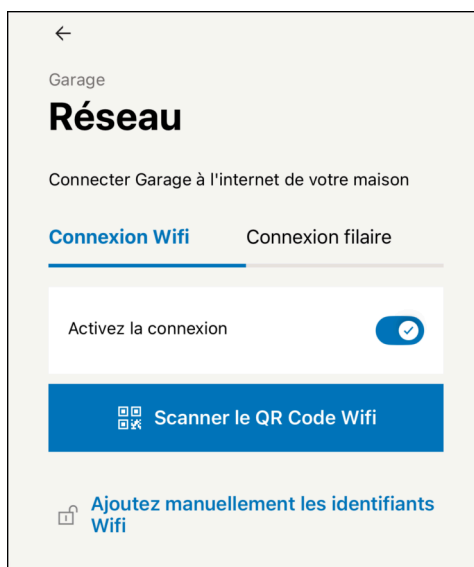 Garage
Réseau
Connecter Garage à l'internet de votre maison
Connexion Wifi
Connexion filaire
Activez la connexion
Scanner le QR Code Wifi
Ajoutez manuellement les identifiants
Wifi